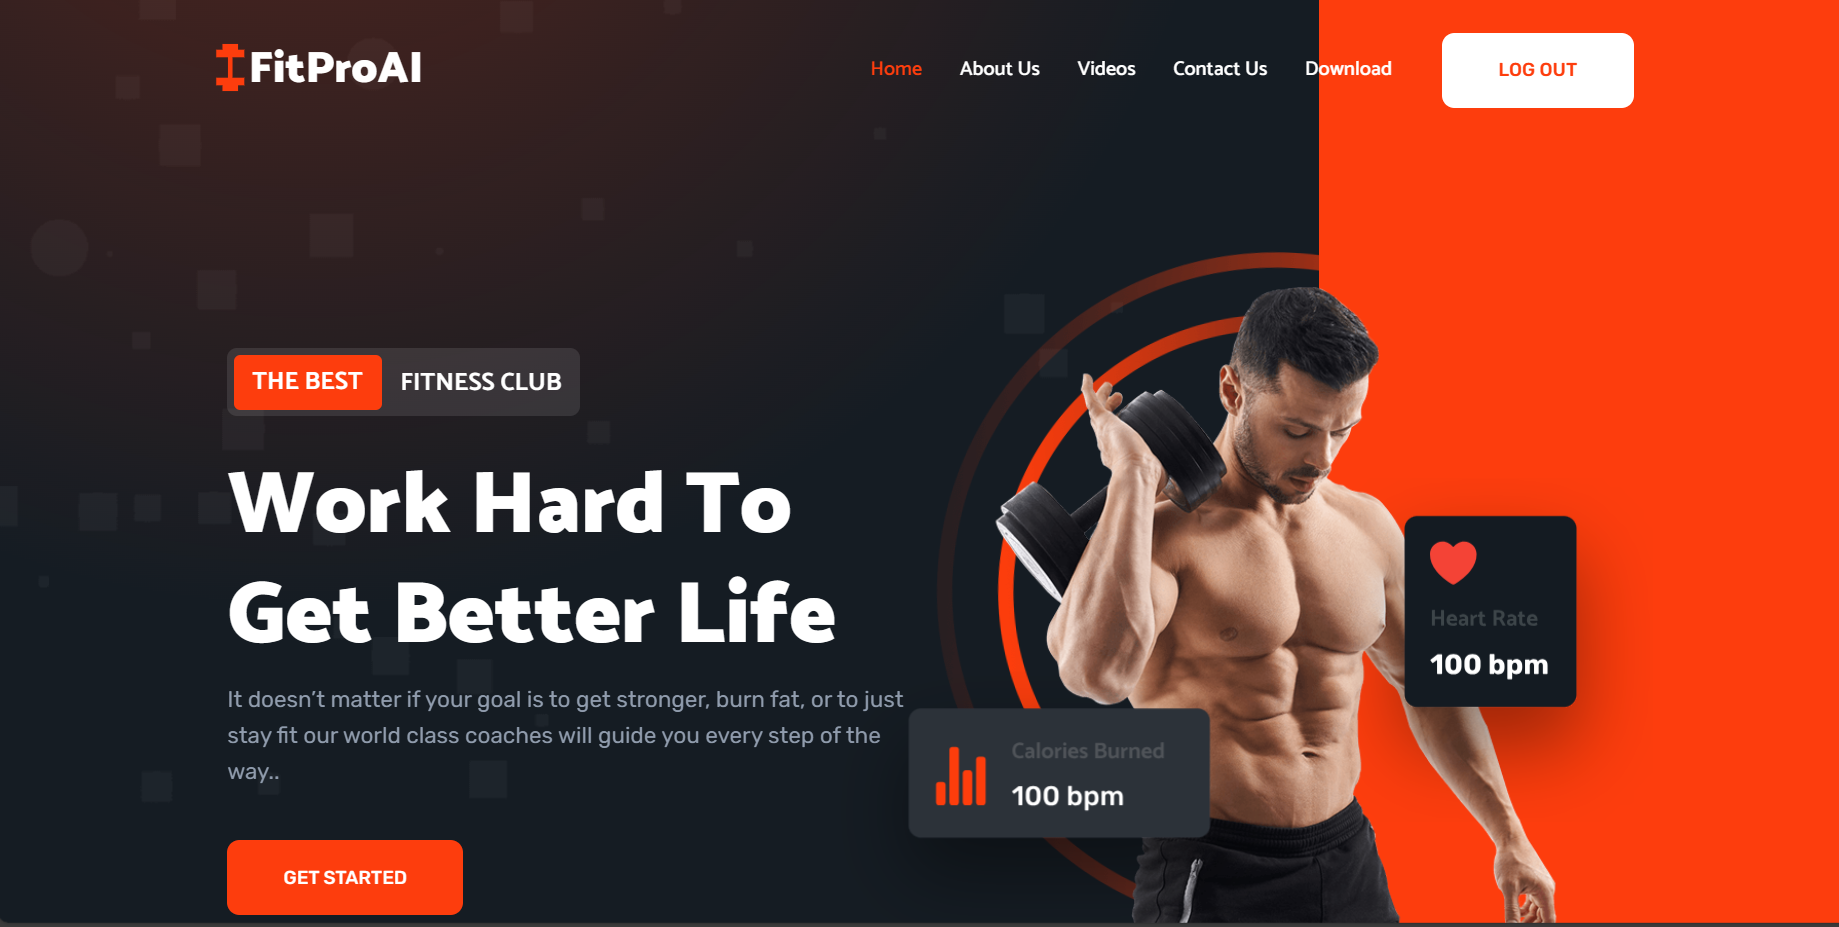 FitProAI
Home
About Us
Videos
Contact Us
Download
LOG OUT
THE BEST
FITNESS CLUB
Work Hard To
Get Better Life
It doesn’t matter if your goal is to get stronger, burn fat, or to just
stay fit our world class coaches will guide you every step of the
way..
GET STARTED
Heart Rate
100 bpm
Calories Burned
100 bpm